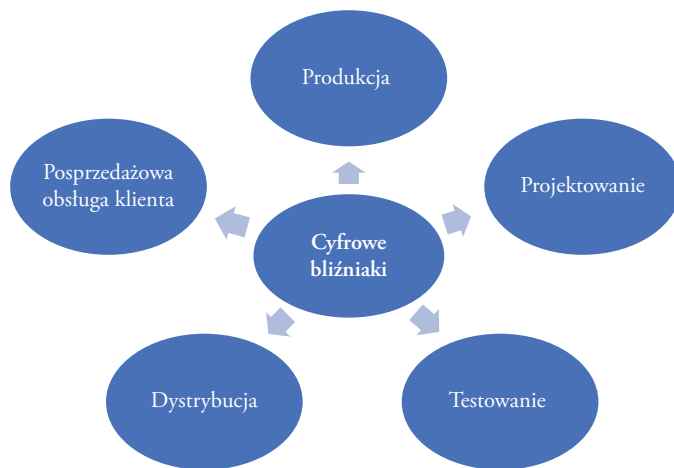 Produkcja
Posprzedażowa
obsługa klienta
Projektowanie
Cyfrowe
bliźniaki
Dystrybucja
Testowanie